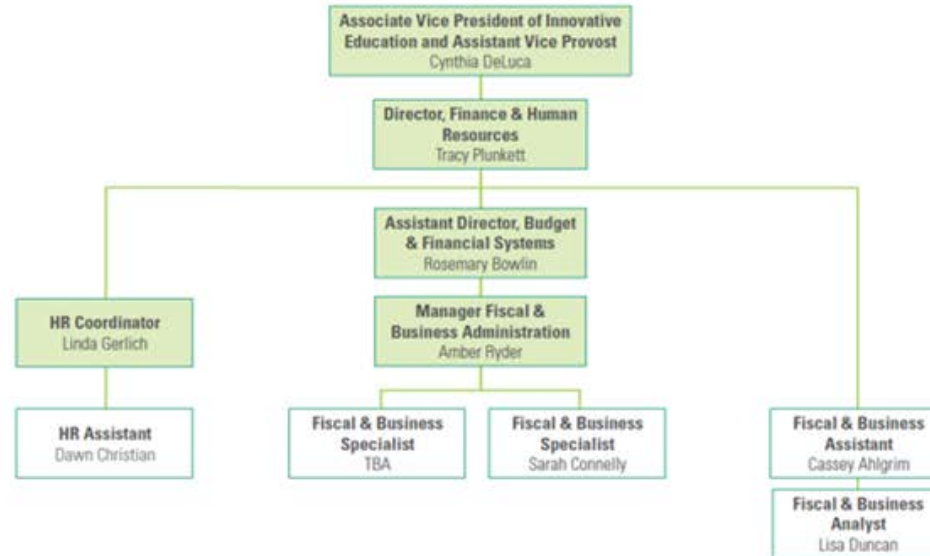 Associate Vice President of Innovative
Education and Assistant Vice Provost
Cynthia DeLuca
Director, Finance & Human
Resources
Tracy Plunkett
Assistant Director, Budget
& Financial Systems
Rosemary Bowlin
HR Coordinator
Linda Gerlich
Manager Fiscal &
Business Administration
Amber Ryder
HR Assistant
Dawn Christian
Fiscal & Business
Specialist
TBA
Fiscal & Business
Specialist
Sarah Connelly
Fiscal & Business
Assistant
Cassey Ahlgrim
Fiscal & Business
Analyst
Lisa Duncan